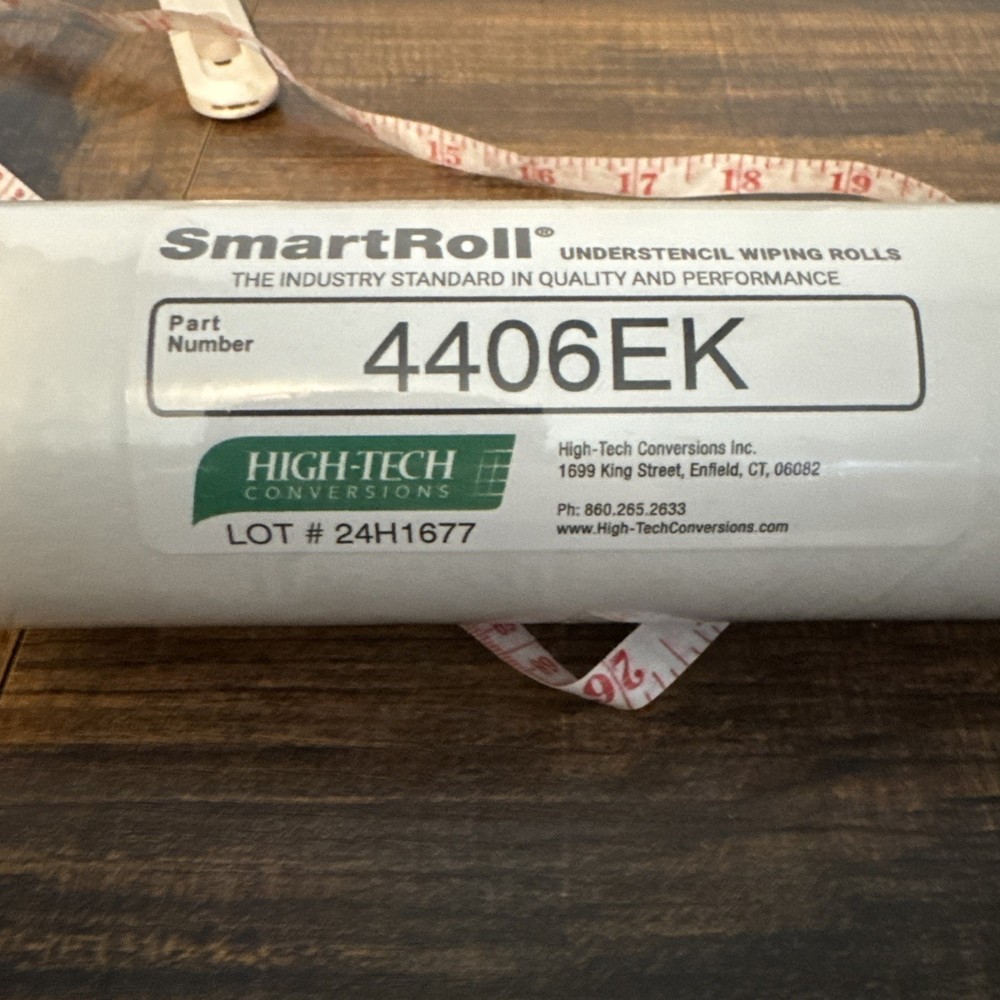 15 16 17 18 19
SmartRoll® UNDERSTENCIL WIPING ROLLS
THE INDUSTRY STANDARD IN QUALITY AND PERFORMANCE
Part
Number
4406EK
HIGH-TECH
CONVERSIONS
LOT # 24H1677
High-Tech Conversions Inc.
1699 King Street, Enfield, CT, 06082
Ph: 860.265.2633
www.High-TechConversions.com
26